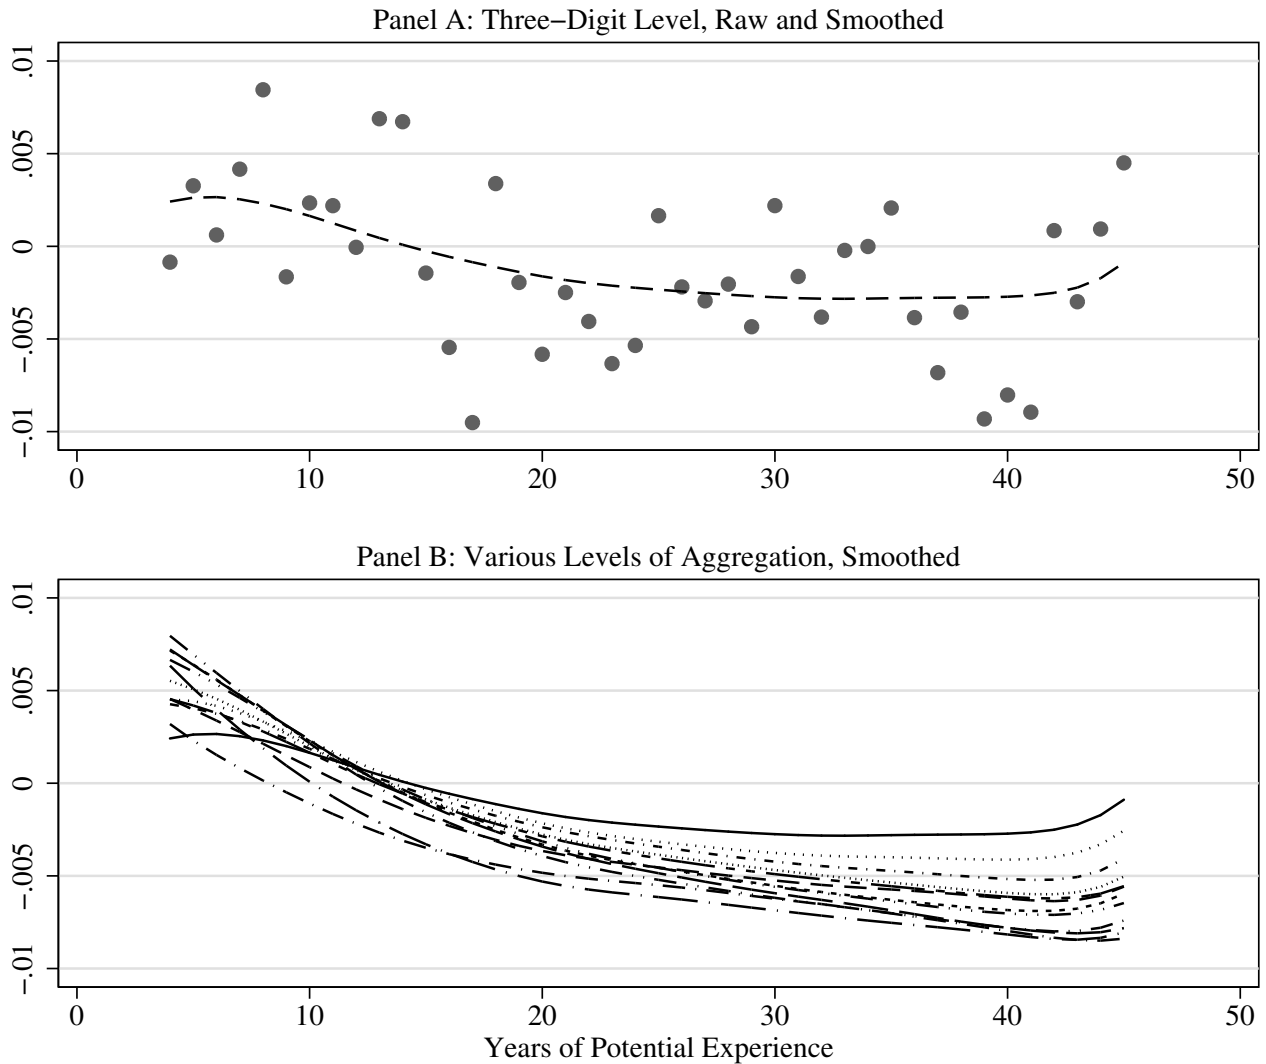 Panel A: Three−Digit Level, Raw and Smoothed
.01
.005
0
−.005
−.01
0 10 20 30 40 50
Panel B: Various Levels of Aggregation, Smoothed
.01
.005
0
−.005
−.01
0 10 20 30 40 50
Years of Potential Experience